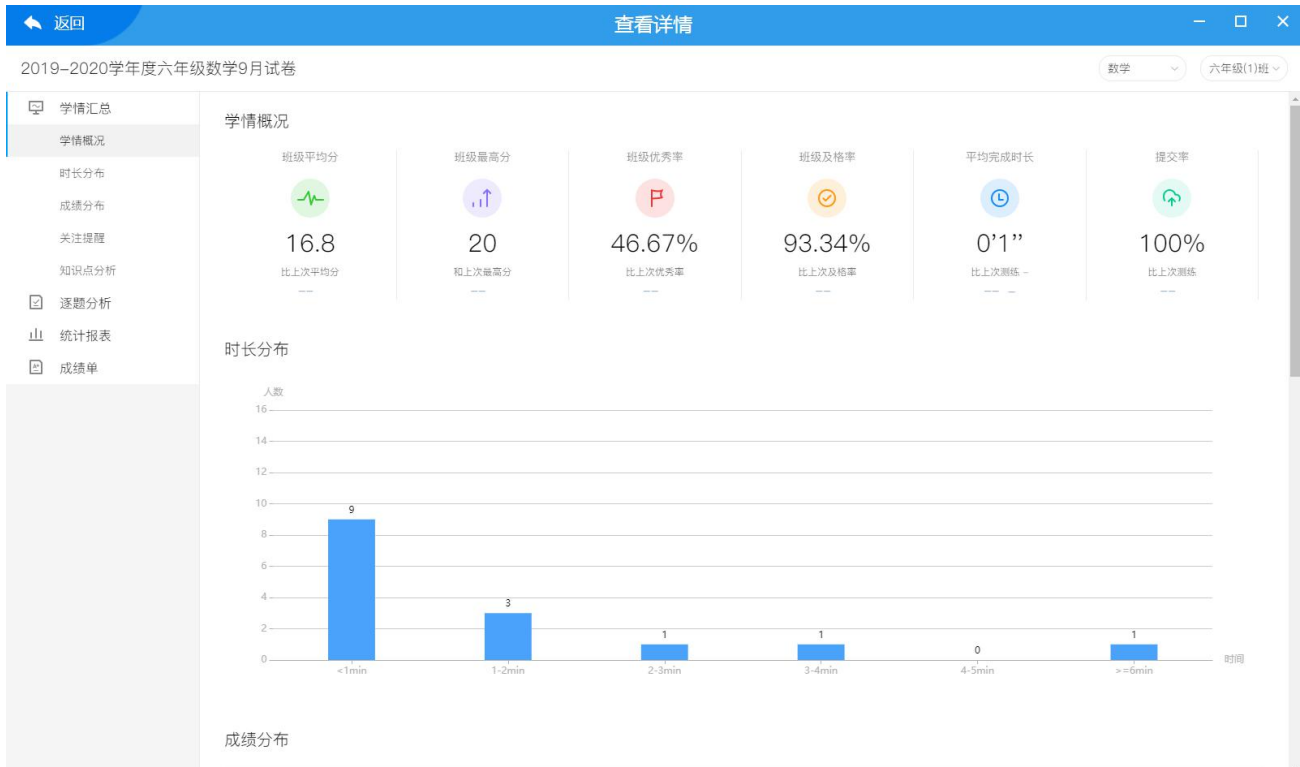 返回
查看详情
2019-2020学年度六年级数学9月试卷
数学
六年级(1)班
学情汇总
学情概况
时长分布
成绩分布
关注提醒
知识点分析
逐题分析
统计报表
成绩单
学情概况
班级平均分 班级最高分 班级优秀率 班级及格率 平均完成时长 提交率
16.8 20 46.67% 93.34% 0'1'' 100%
比上次平均分 和上次最高分 比上次优秀率 比上次及格率 比上次测练 - 比上次测练
-- -- -- -- -- - --
时长分布
人数
16
14
12
10
8
6
4
2
0
9 3 1 1 0 1
<1min 1-2min 2-3min 3-4min 4-5min >=6min
时间
成绩分布